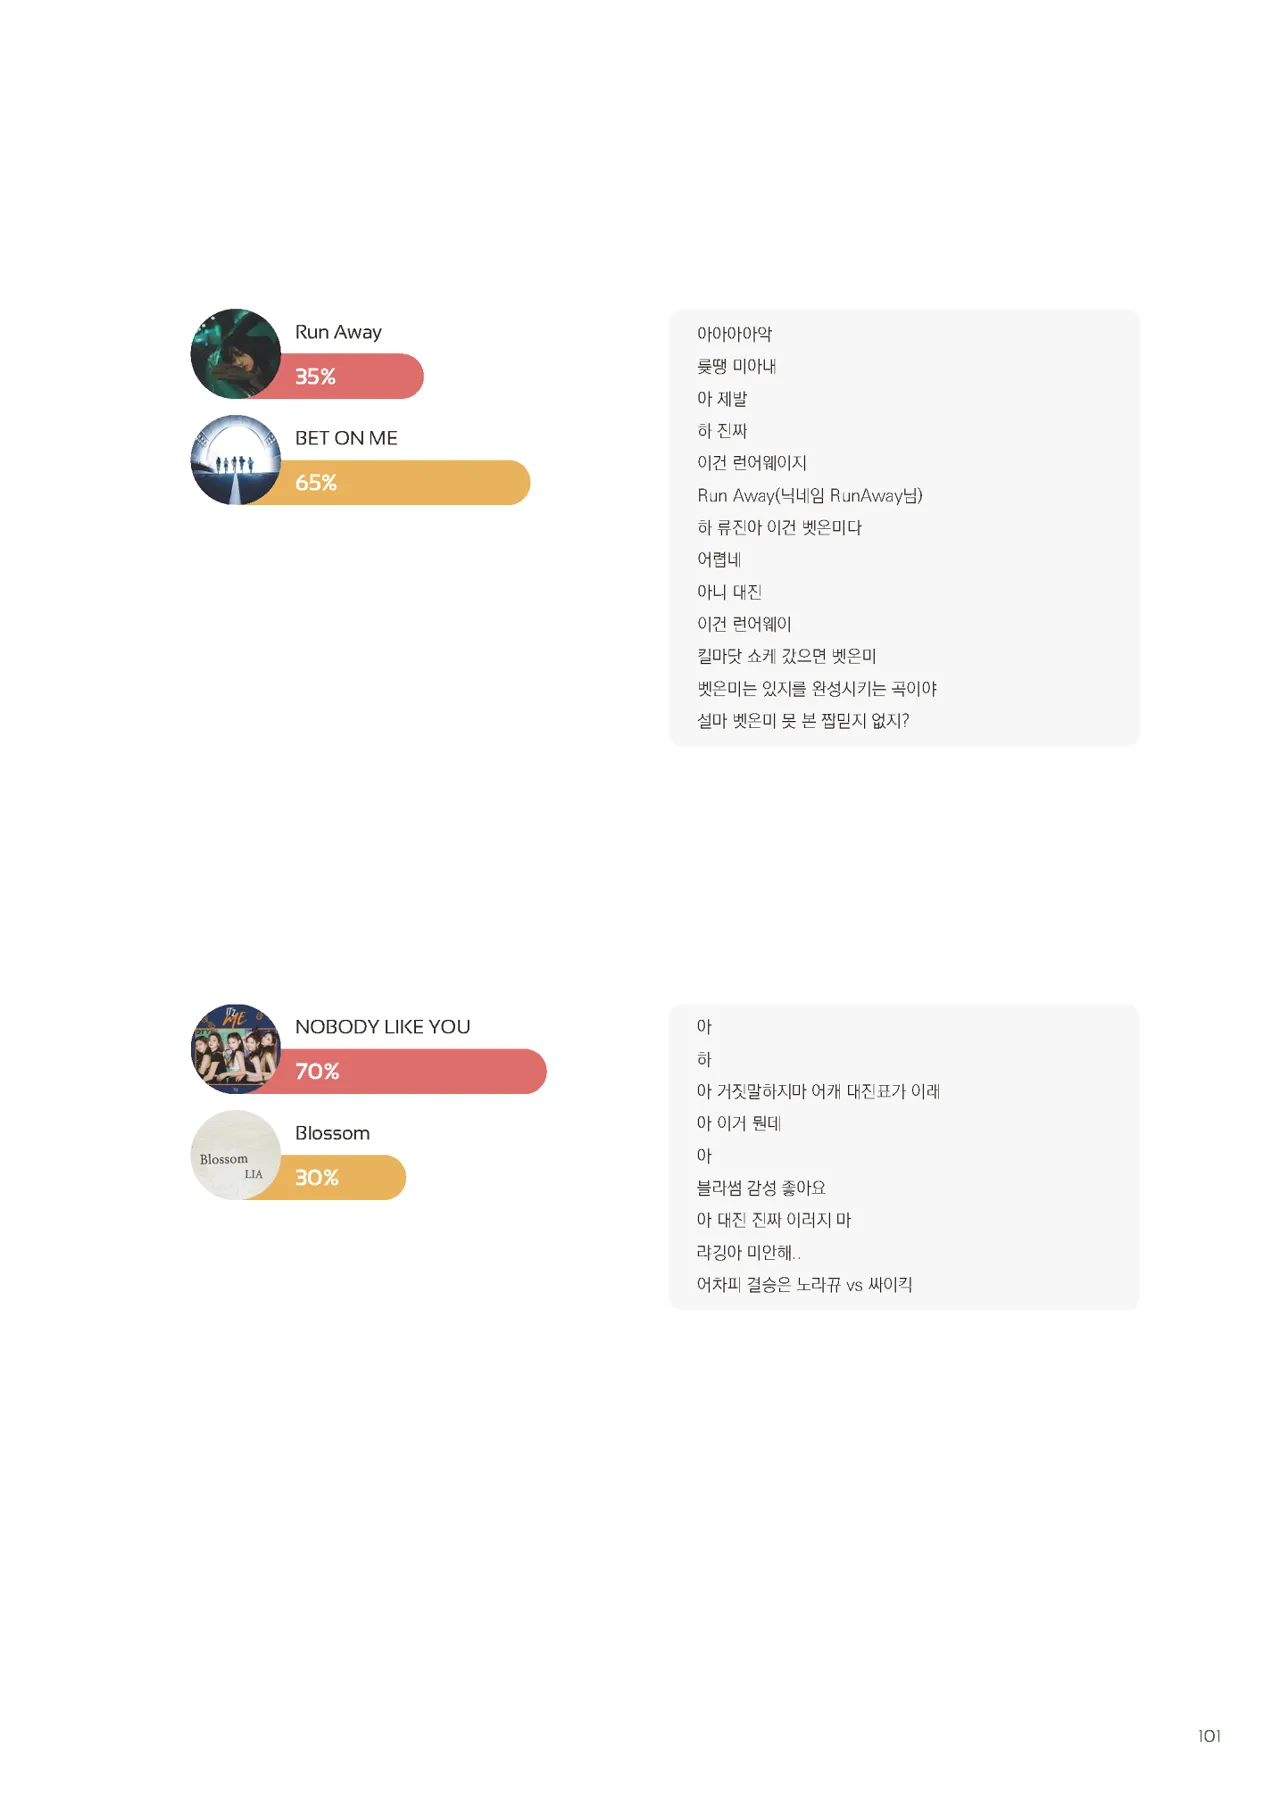 Run Away
35%
BET ON ME
65%
아아아아악
륮땡 미아내
아 제발
하 진짜
이건 런어웨이지
Run Away(닉네임 RunAway님)
하 류진아 이건 벳온미다
어렵네
아니 대진
이건 런어웨이
킬마닷 쇼케 갔으면 벳온미
벳온미는 있지를 완성시키는 곡이야
설마 벳온미 못 본 짭믿지 없지?
IT'Z
ME
NOBODY LIKE YOU
70%
Blossom
LIA
Blossom
30%
아
하
아 거짓말하지마 어캐 대진표가 이래
아 이거 뭔데
아
블라썸 감성 좋아요
아 대진 진짜 이러지 마
랴깅아 미안해..
어차피 결승은 노라큐 vs 싸이킥
101